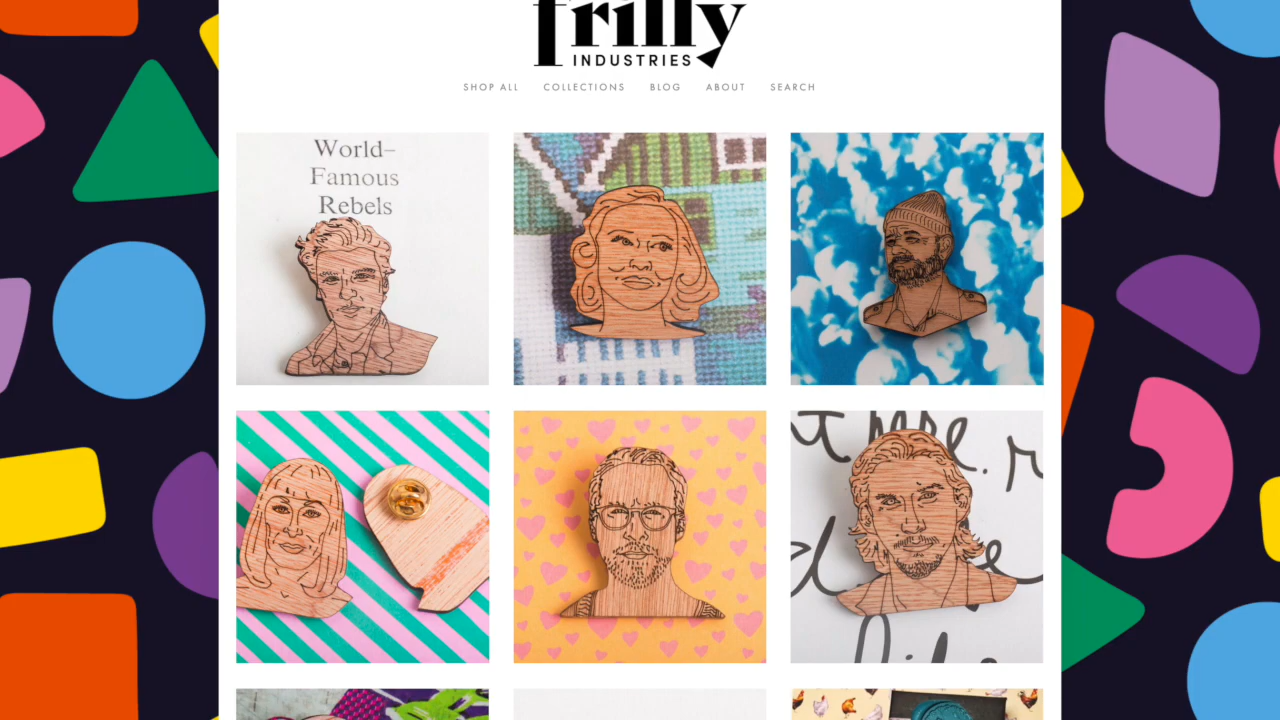 frilly
INDUSTRIES
SHOP ALL COLLECTIONS BLOG ABOUT SEARCH
World–
Famous
Rebels